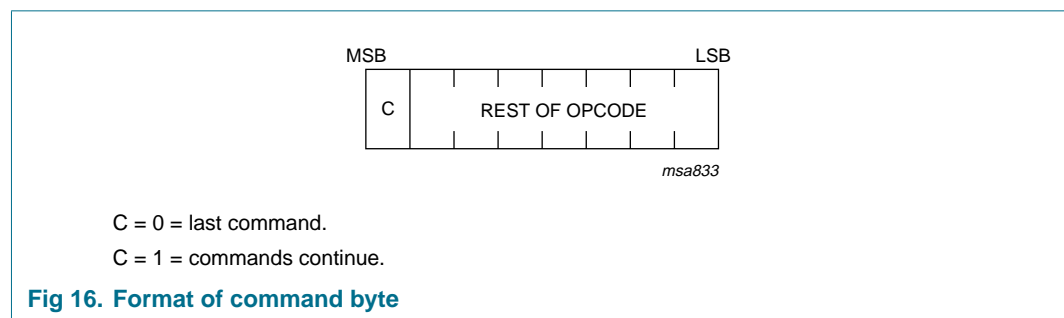 MSB LSB
C REST OF OPCODE
msa833
C = 0 = last command.
C = 1 = commands continue.
Fig 16. Format of command byte